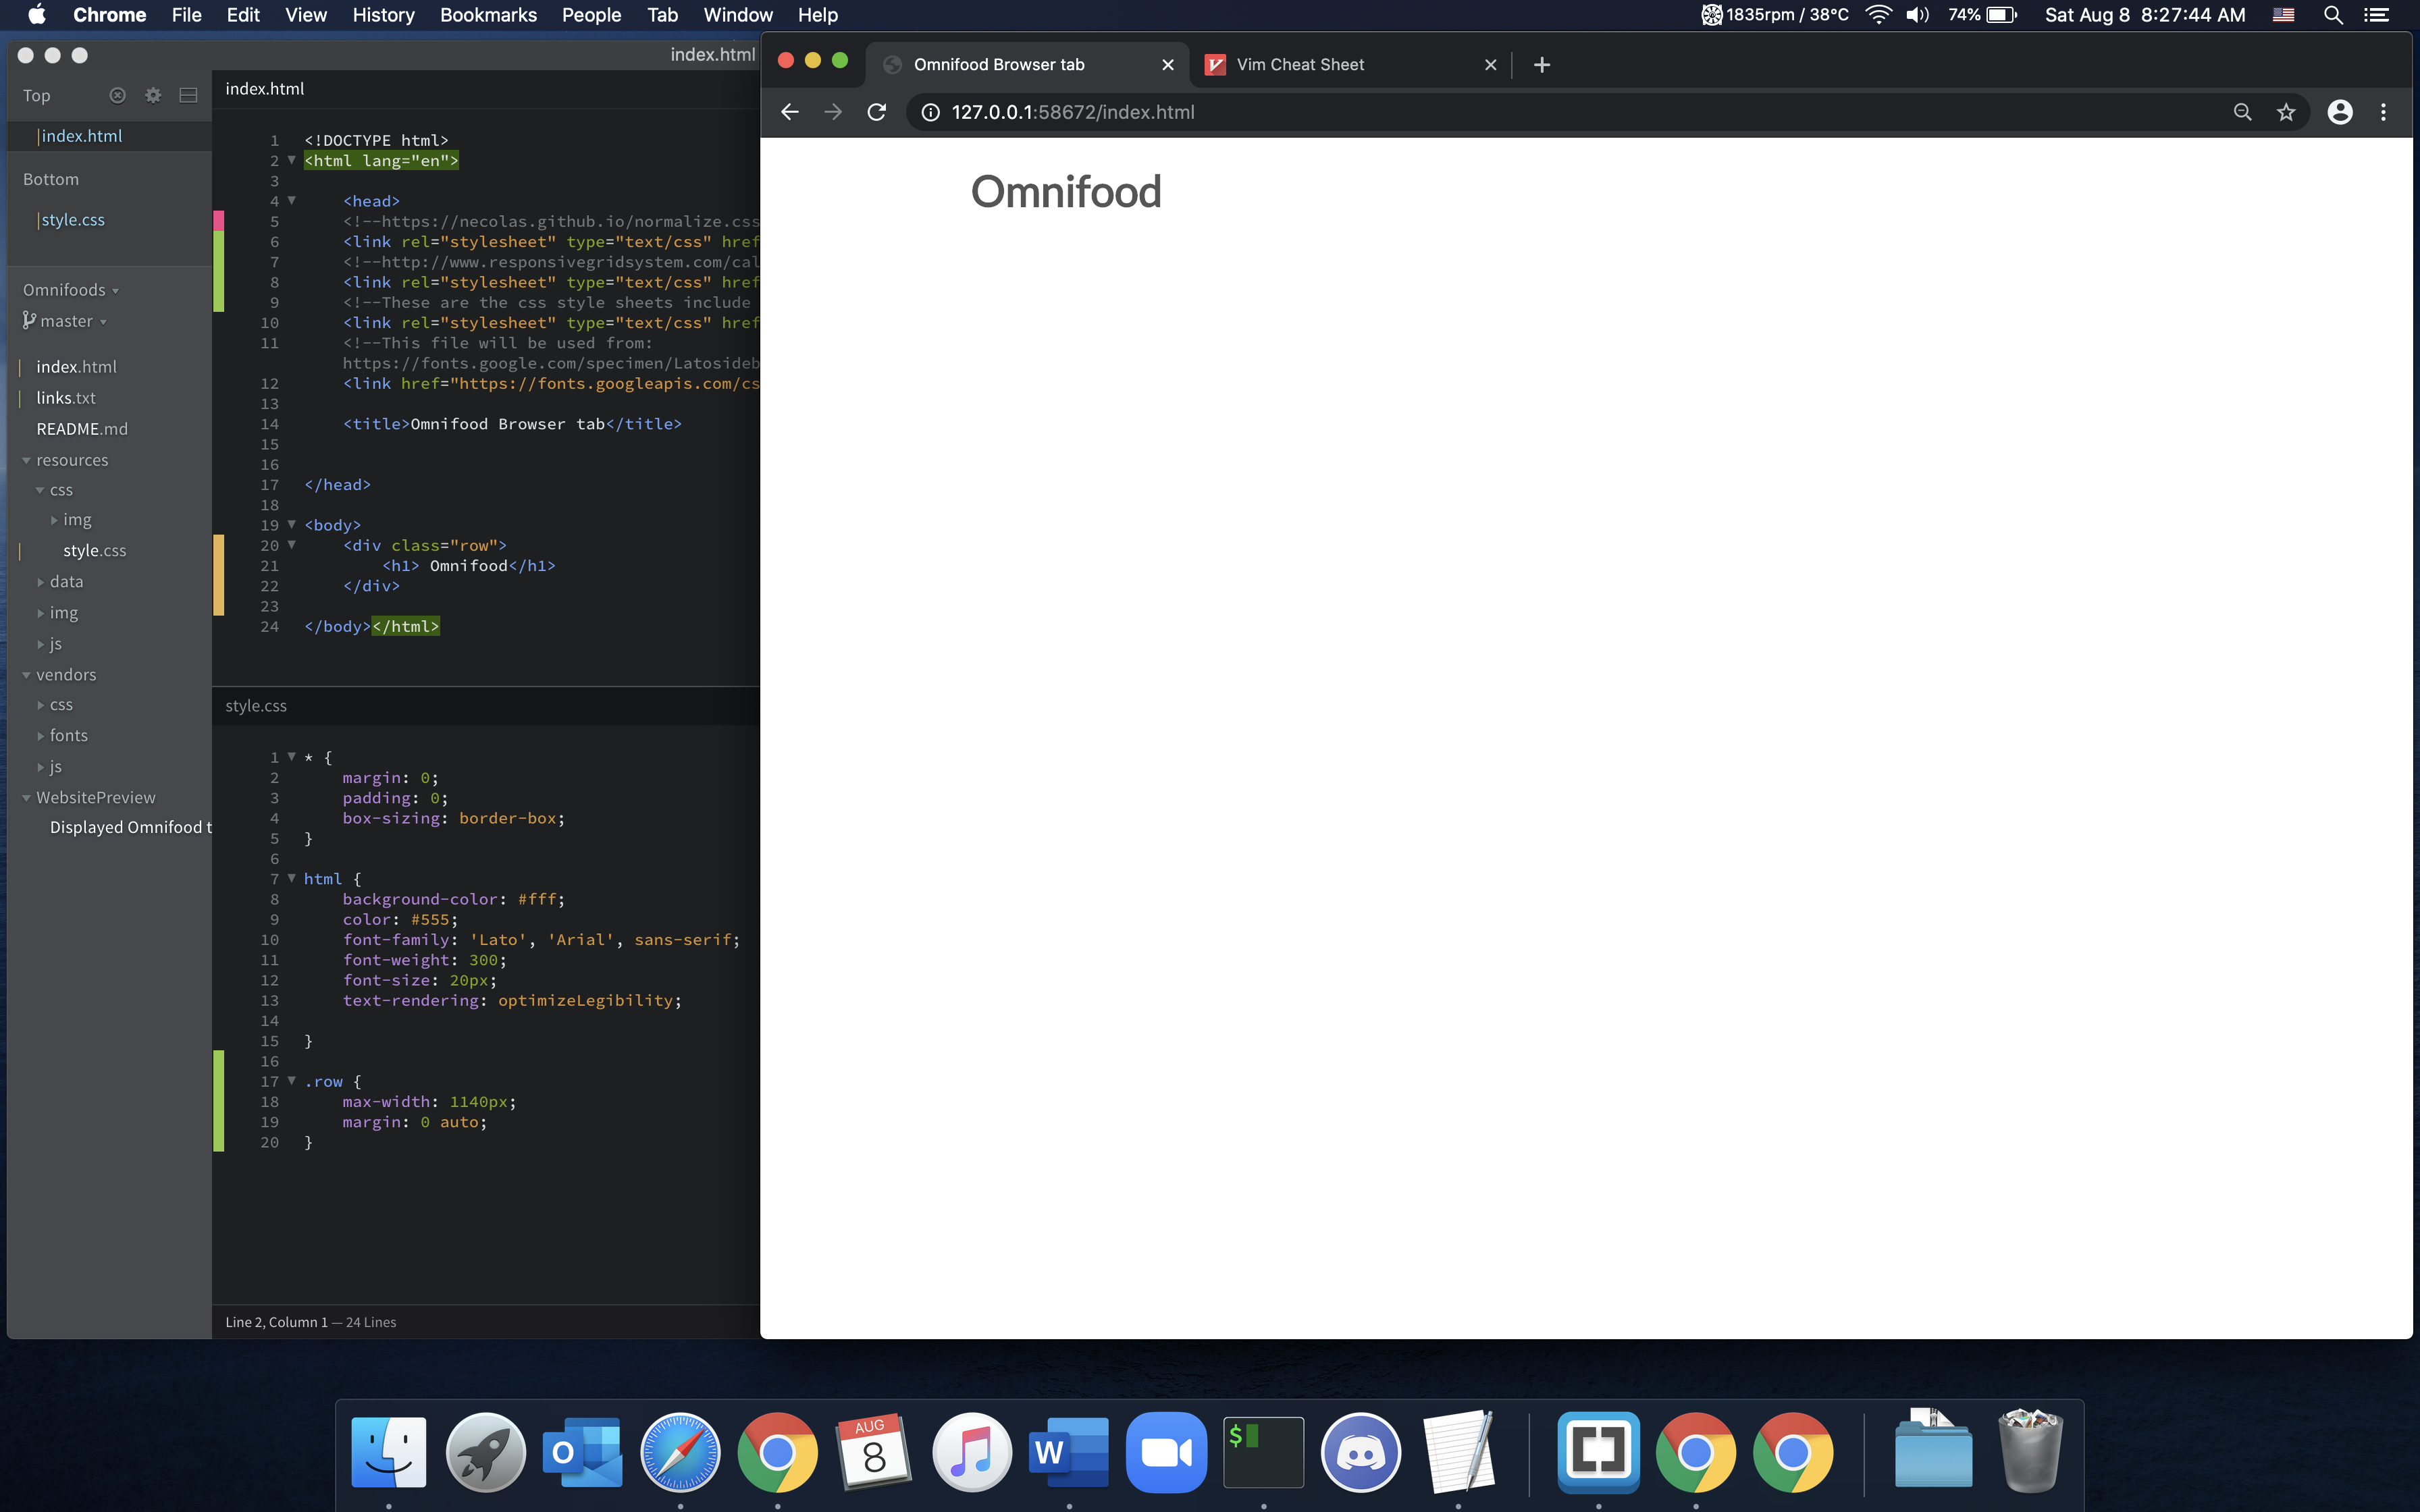 Chrome File Edit View History Bookmarks People Tab Window Help
1835rpm / 38°C 74% Sat Aug 8 8:27:44 AM
index.html
Top
index.html
Bottom
style.css
Omnifoods
master
index.html
links.txt
README.md
resources
css
img
style.css
data
img
js
vendors
css
fonts
js
WebsitePreview
Displayed Omnifood t
index.html
1 <!DOCTYPE html>
2 <html lang="en">
3
4 <head>
5 <!--https://necolas.github.io/normalize.css
6 <link rel="stylesheet" type="text/css" href
7 <!--http://www.responsivegridsystem.com/cal
8 <link rel="stylesheet" type="text/css" href
9 <!--These are the css style sheets include
10 <link rel="stylesheet" type="text/css" href
11 <!--This file will be used from:
https://fonts.google.com/specimen/Latosideb
12 <link href="https://fonts.googleapis.com/cs
13
14 <title>Omnifood Browser tab</title>
15
16
17 </head>
18
19 <body>
20 <div class="row">
21 <h1> Omnifood</h1>
22 </div>
23
24 </body></html>
style.css
1 * {
2 margin: 0;
3 padding: 0;
4 box-sizing: border-box;
5 }
6
7 html {
8 background-color: #fff;
9 color: #555;
10 font-family: 'Lato', 'Arial', sans-serif;
11 font-weight: 300;
12 font-size: 20px;
13 text-rendering: optimizeLegibility;
14
15 }
16
17 .row {
18 max-width: 1140px;
19 margin: 0 auto;
20 }
Line 2, Column 1 — 24 Lines
Omnifood Browser tab
Vim Cheat Sheet
127.0.0.1:58672/index.html
Omnifood
O
AUG
8
W
$